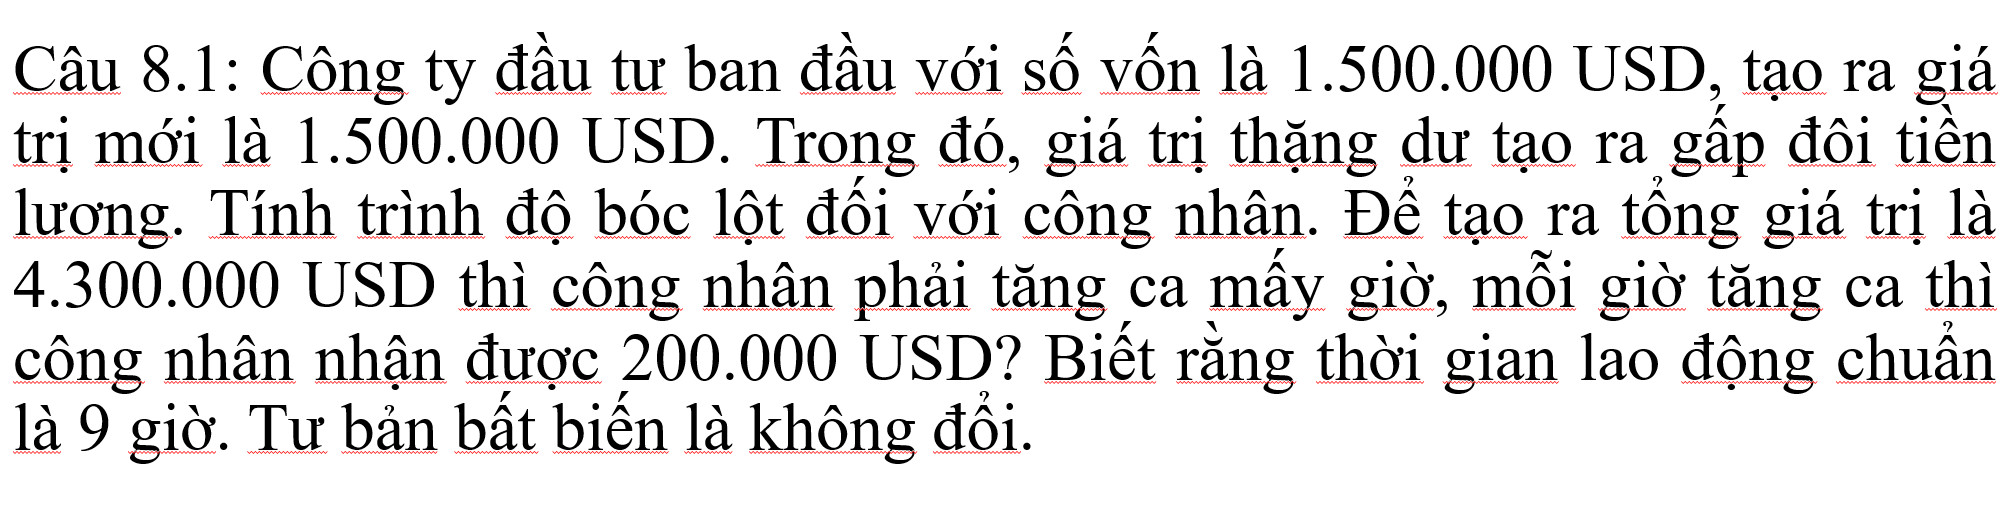 Câu 8.1: Công ty đầu tư ban đầu với số vốn là 1.500.000 USD, tạo ra giá
trị mới là 1.500.000 USD. Trong đó, giá trị thặng dư tạo ra gấp đôi tiền
lương. Tính trình độ bóc lột đối với công nhân. Để tạo ra tổng giá trị là
4.300.000 USD thì công nhân phải tăng ca mấy giờ, mỗi giờ tăng ca thì
công nhân nhận được 200.000 USD? Biết rằng thời gian lao động chuẩn
là 9 giờ. Tư bản bất biến là không đổi.